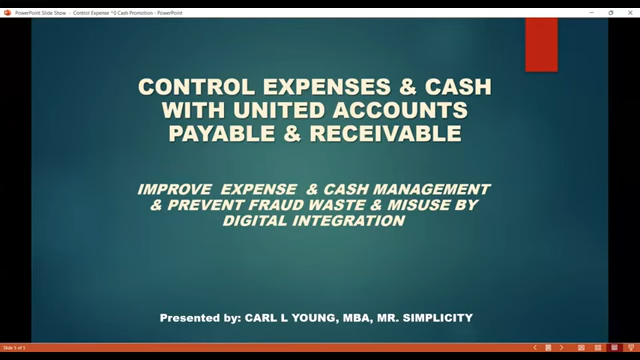 PowerPoint Slide Show - Control Expense ^0 Cash Promotion - PowerPoint
CONTROL EXPENSES & CASH
WITH UNITED ACCOUNTS
PAYABLE & RECEIVABLE
IMPROVE EXPENSE & CASH MANAGEMENT
& PREVENT FRAUD WASTE & MISUSE BY
DIGITAL INTEGRATION
Presented by: CARL L YOUNG, MBA, MR. SIMPLICITY
Slide 5 of 5